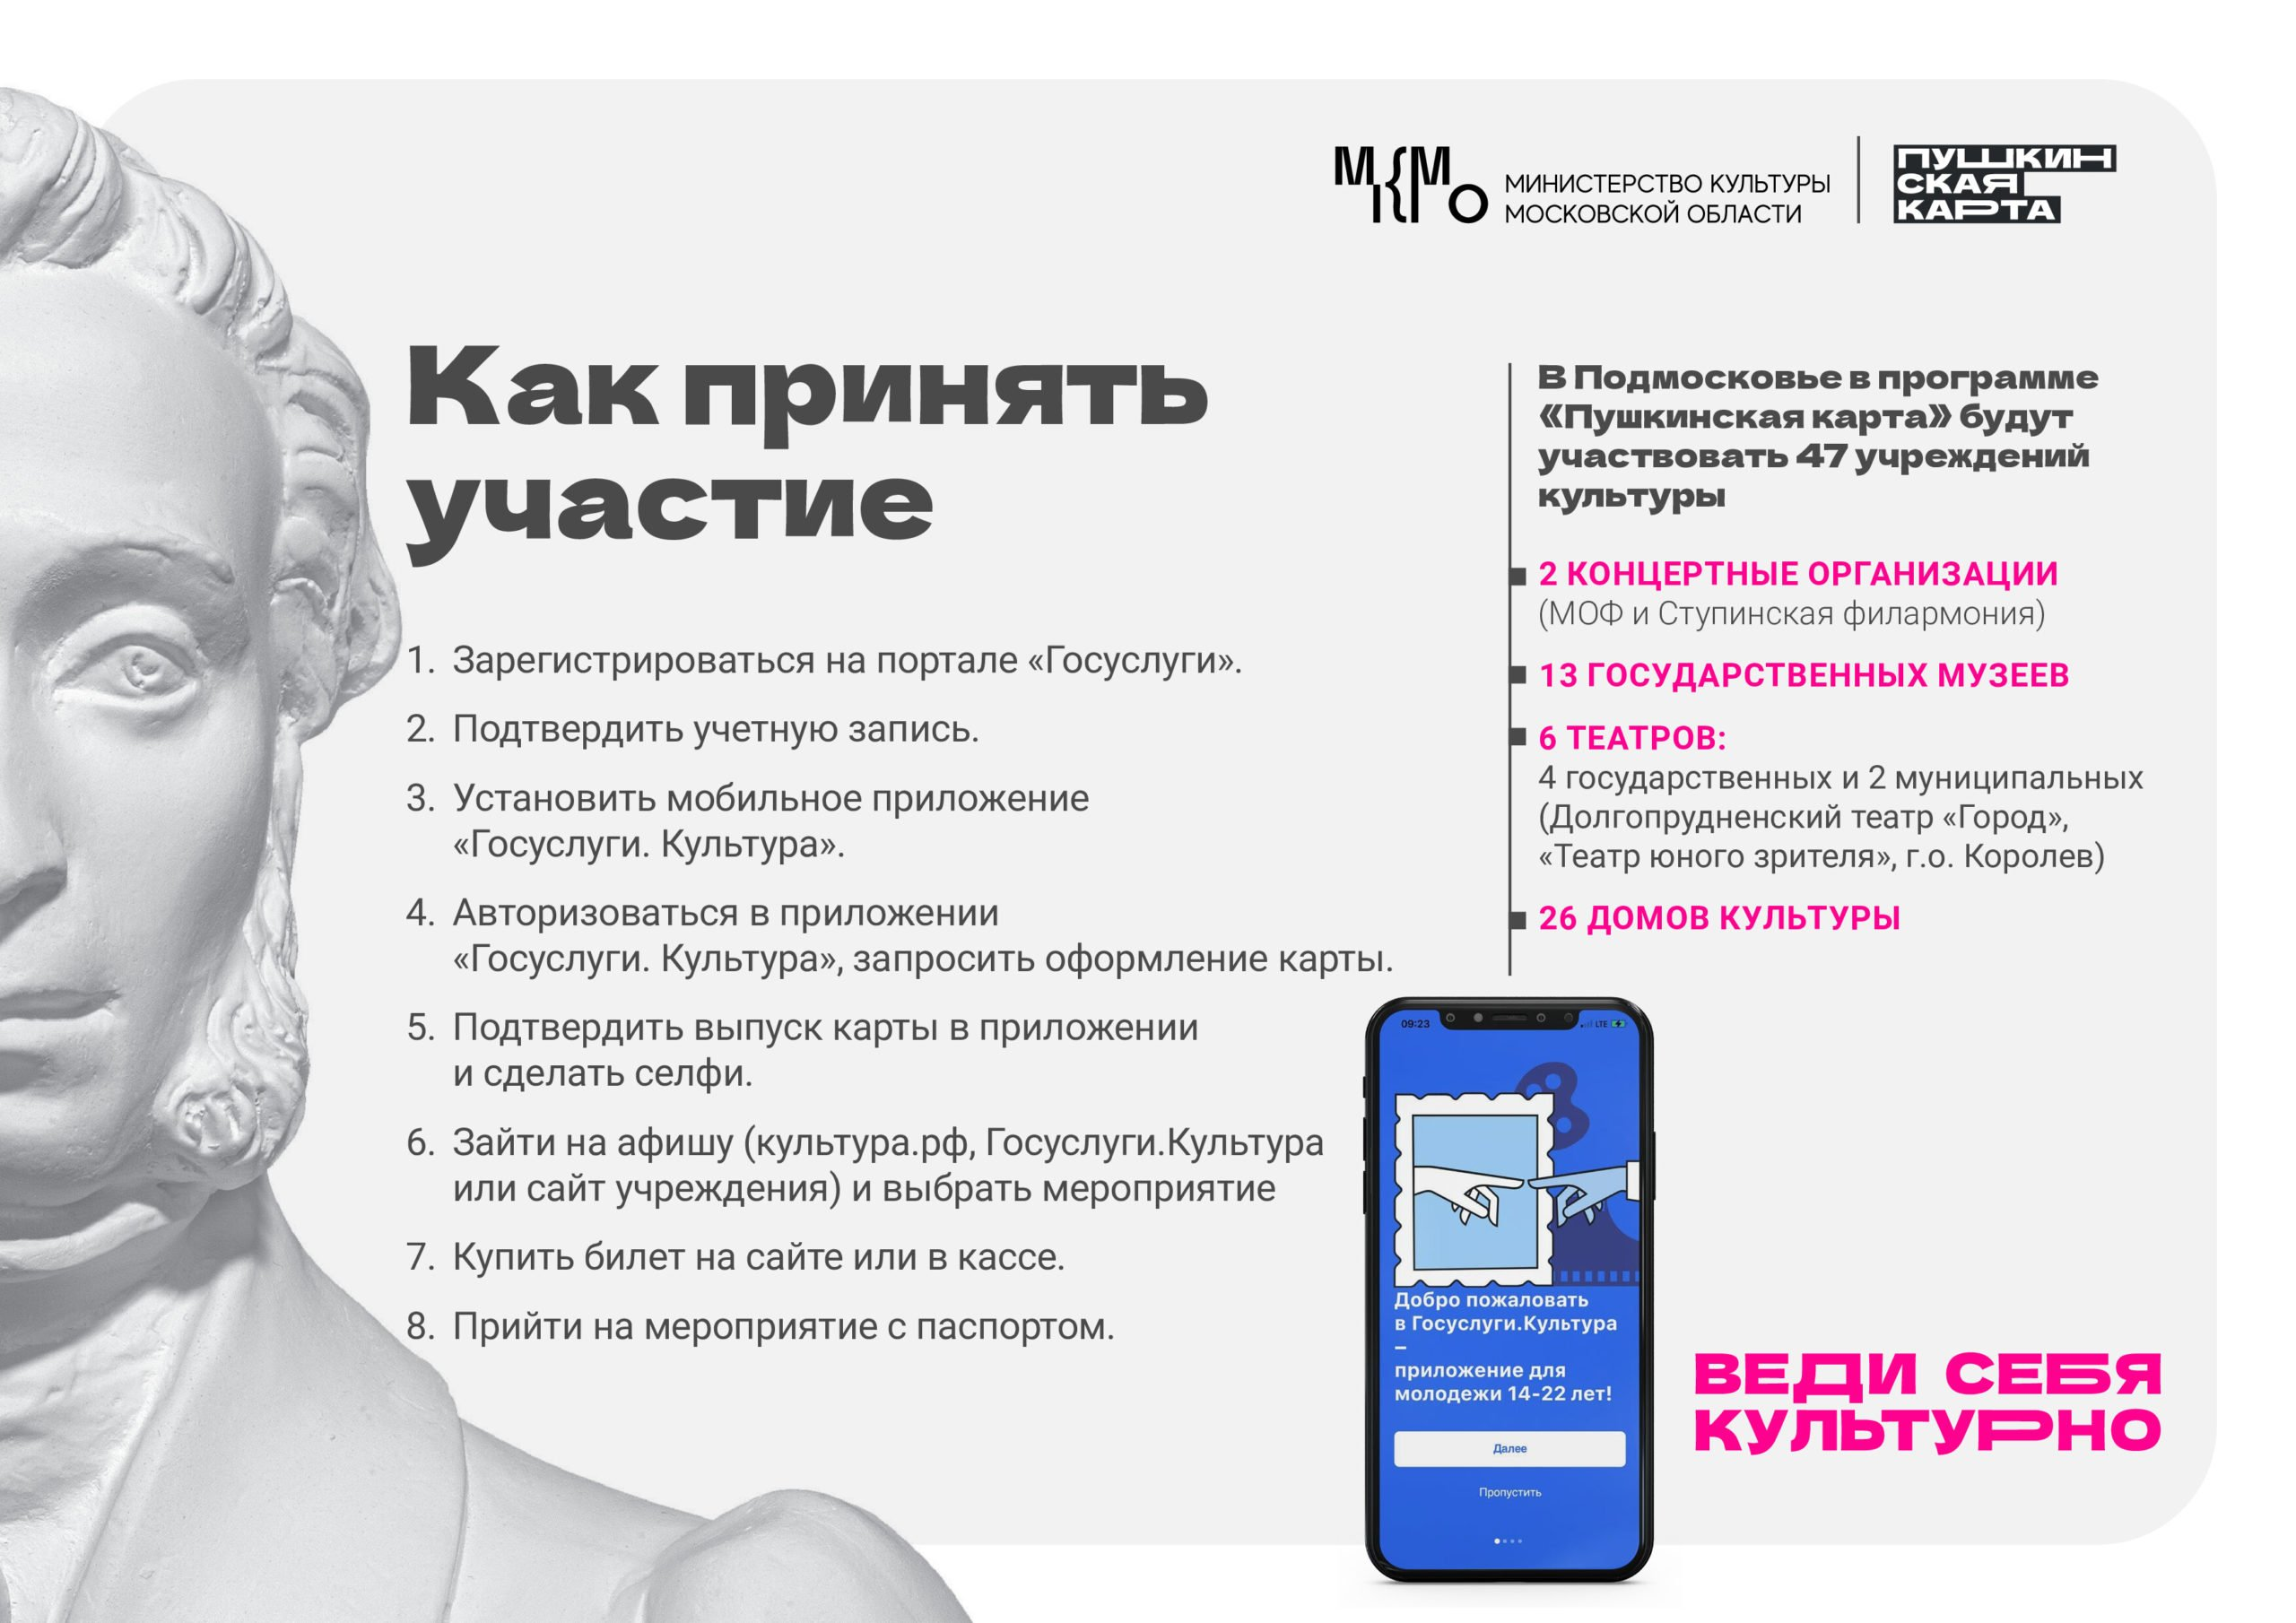 МКМО
МИНИСТЕРСТВО КУЛЬТУРЫ
МОСКОВСКОЙ ОБЛАСТИ
ПУШКИН
СКАЯ
КАРТА
Как принять
участие
1. Зарегистрироваться на портале «Госуслуги».
2. Подтвердить учетную запись.
3. Установить мобильное приложение
«Госуслуги. Культура».
4. Авторизоваться в приложении
«Госуслуги. Культура», запросить оформление карты.
5. Подтвердить выпуск карты в приложении
и сделать селфи.
6. Зайти на афишу (культура.рф, Госуслуги.Культура
или сайт учреждения) и выбрать мероприятие
7. Купить билет на сайте или в кассе.
8. Прийти на мероприятие с паспортом.
В Подмосковье в программе
«Пушкинская карта» будут
участвовать 47 учреждений
культуры
2 КОНЦЕРТНЫЕ ОРГАНИЗАЦИИ
(МОФ и Ступинская филармония)
13 ГОСУДАРСТВЕННЫХ МУЗЕЕВ
6 ТЕАТРОВ:
4 государственных и 2 муниципальных
(Долгопрудненский театр «Город»,
«Театр юного зрителя», г.о. Королев)
26 ДОМОВ КУЛЬТУРЫ
09:23 LTE
Добро пожаловать
в Госуслуги.Культура
–
приложение для
молодежи 14-22 лет!
Далее
Пропустить
ВЕДИ СЕБЯ
КУЛЬТУРНО